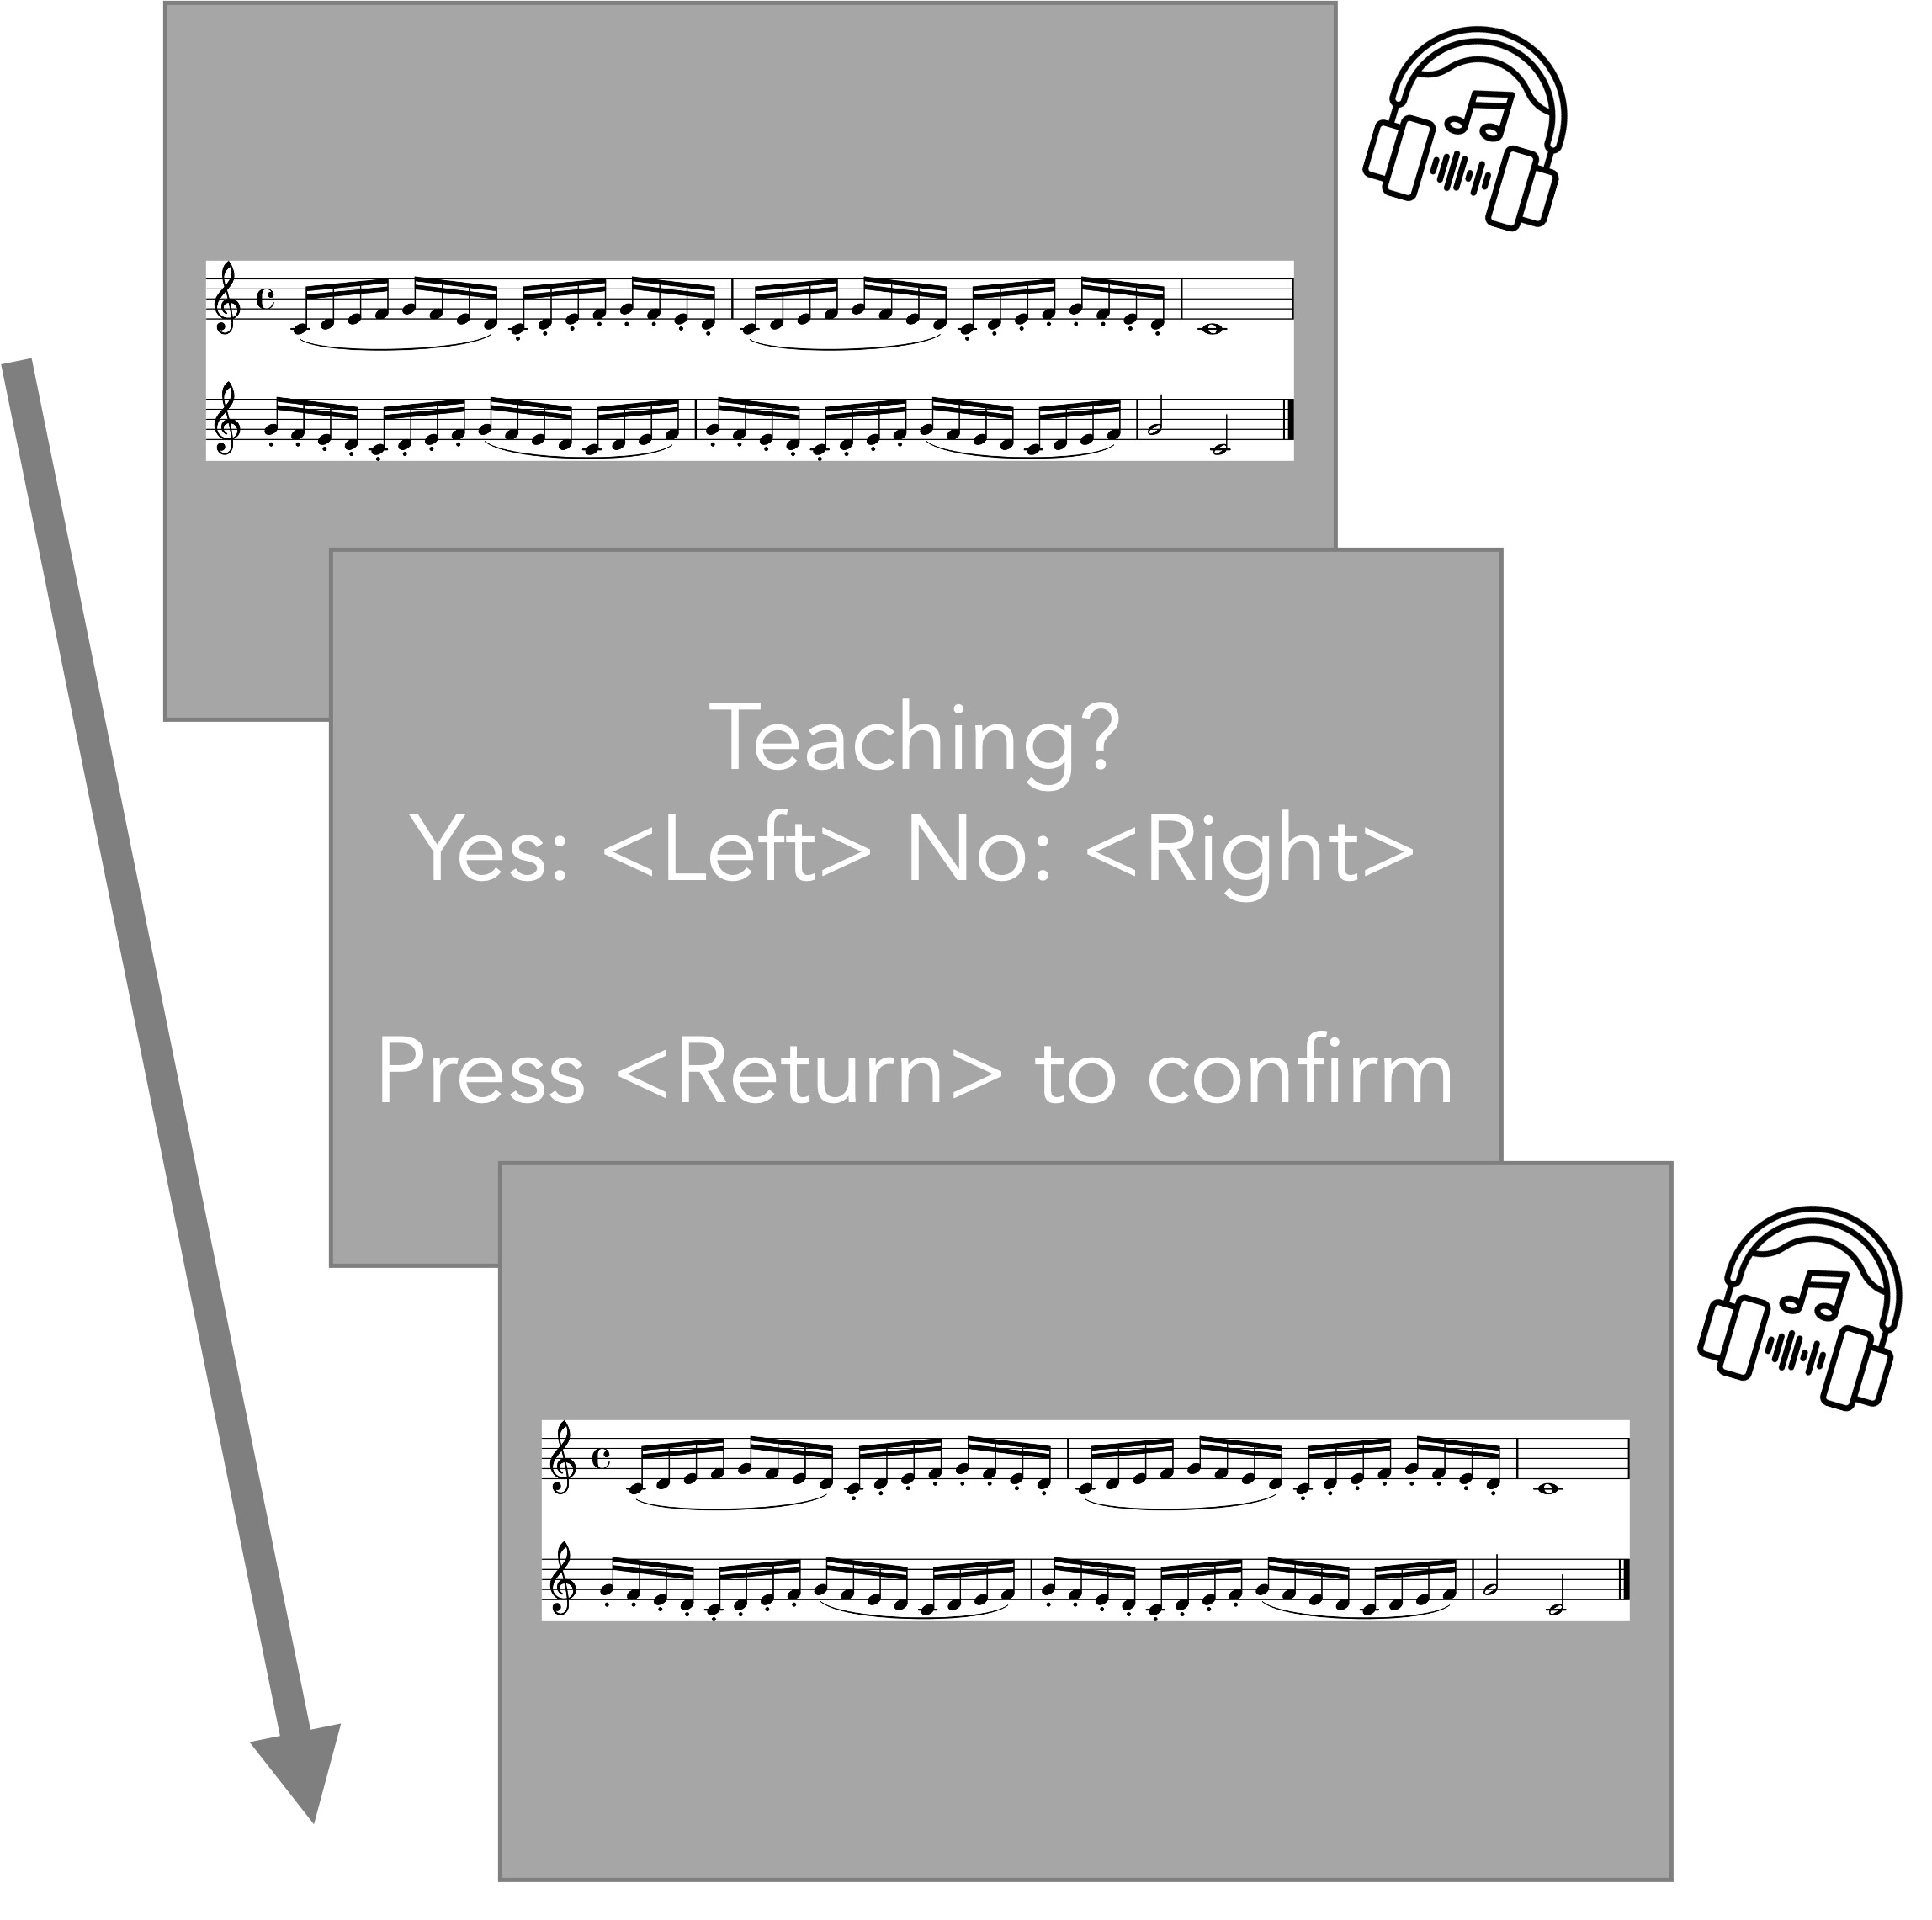 Teaching?
Yes: <Left> No: <Right>
Press <Return> to confirm